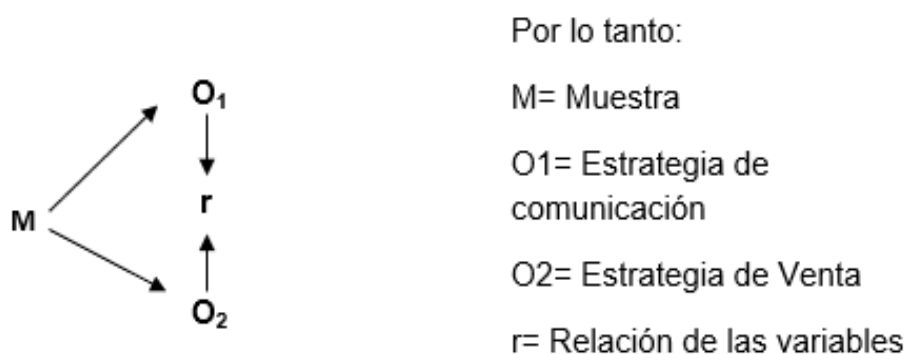 O₁
r
M
O₂
Por lo tanto:
M= Muestra
O1= Estrategia de
comunicación
O2= Estrategia de Venta
r= Relación de las variables